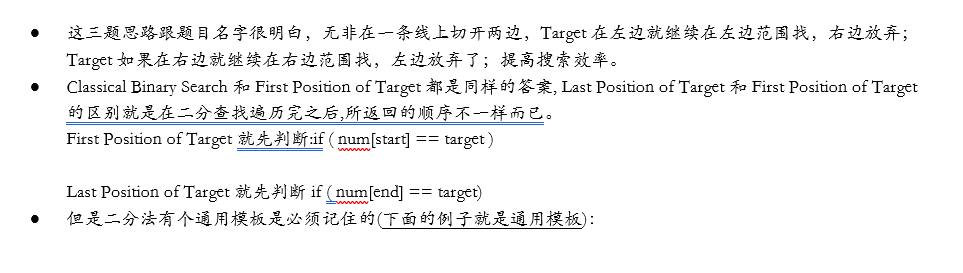 ● 这三题思路跟题目名字很明白，无非在一条线上切开两边，Target 在左边就继续在左边范围找，右边放弃；
Target 如果在右边就继续在右边范围找，左边放弃了；提高搜索效率。
● Classical Binary Search 和 First Position of Target 都是同样的答案, Last Position of Target 和 First Position of Target
的区别就是在二分查找遍历完之后,所返回的顺序不一样而已。
First Position of Target 就先判断:if ( num[start] == target )
Last Position of Target 就先判断 if ( num[end] == target)
● 但是二分法有个通用模板是必须记住的(下面的例子就是通用模板)：